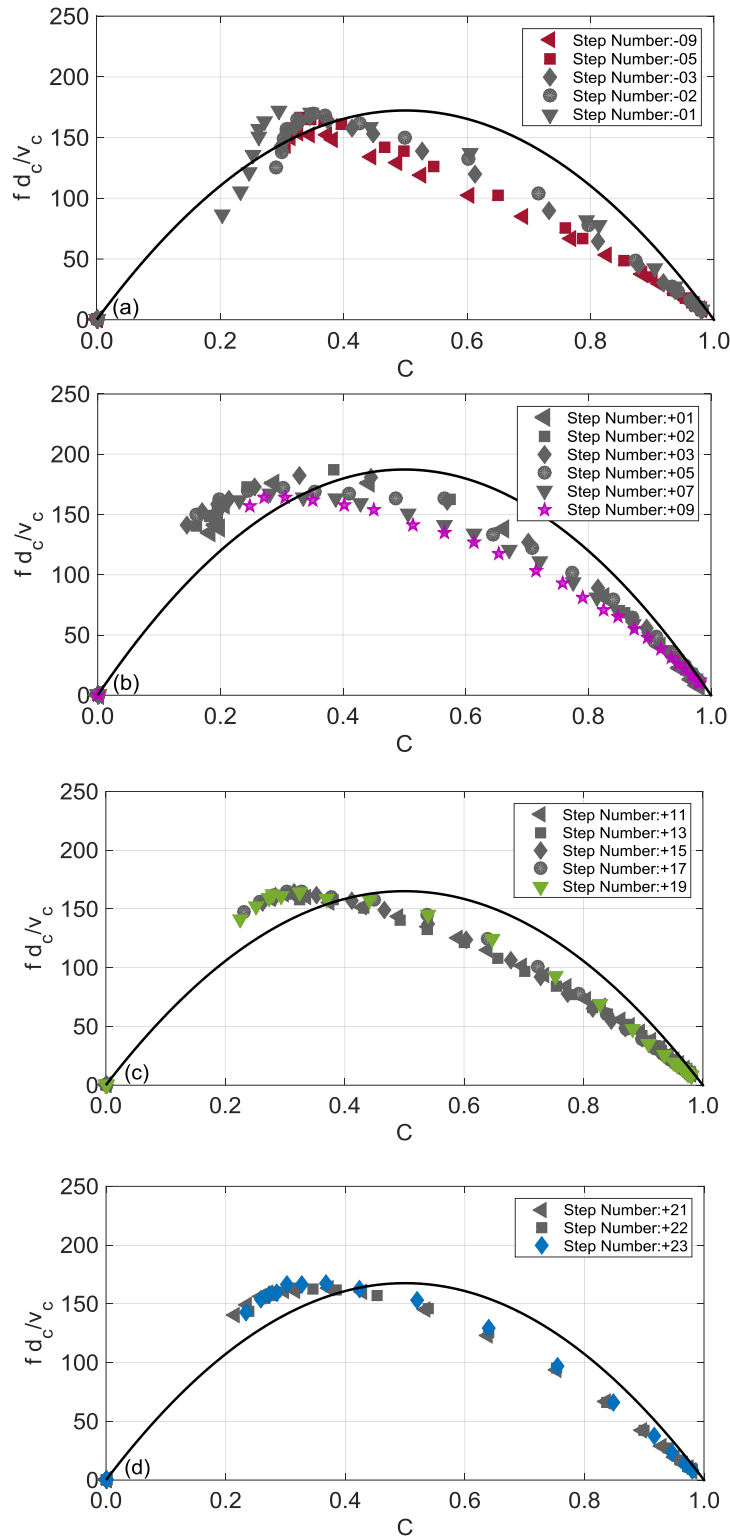 250
200
150
100
50
0
f d_c/v_c
Step Number:-09
Step Number:-05
Step Number:-03
Step Number:-02
Step Number:-01
(a)
0.0 0.2 0.4 0.6 0.8 1.0
C
250
200
150
100
50
0
f d_c/v_c
Step Number:+01
Step Number:+02
Step Number:+03
Step Number:+05
Step Number:+07
Step Number:+09
(b)
0.0 0.2 0.4 0.6 0.8 1.0
C
250
200
150
100
50
0
f d_c/v_c
Step Number:+11
Step Number:+13
Step Number:+15
Step Number:+17
Step Number:+19
(c)
0.0 0.2 0.4 0.6 0.8 1.0
C
250
200
150
100
50
0
f d_c/v_c
Step Number:+21
Step Number:+22
Step Number:+23
(d)
0.0 0.2 0.4 0.6 0.8 1.0
C